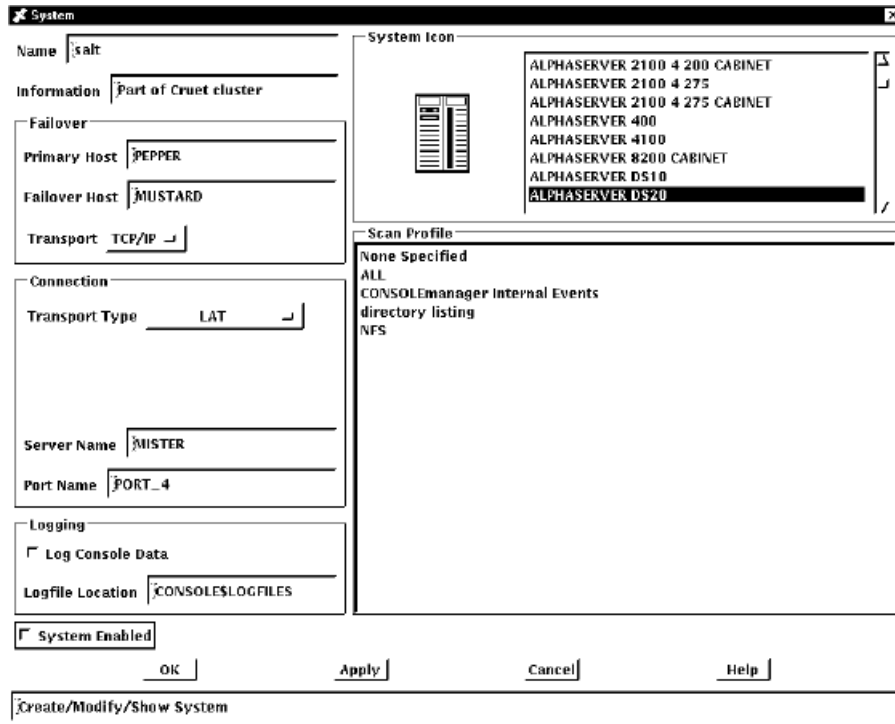 System
Name salt
Information Part of Cruet cluster
Failover
Primary Host PEPPER
Failover Host MUSTARD
Transport TCP/IP
Connection
Transport Type LAT
Server Name MISTER
Port Name PORT_4
Logging
Log Console Data
Logfile Location CONSOLE$LOGFILES
System Enabled
System Icon
ALPHASERVER 2100 4 200 CABINET
ALPHASERVER 2100 4 275
ALPHASERVER 2100 4 275 CABINET
ALPHASERVER 400
ALPHASERVER 4100
ALPHASERVER 8200 CABINET
ALPHASERVER DS10
ALPHASERVER DS20
Scan Profile
None Specified
ALL
CONSOLEmanager Internal Events
directory listing
NFS
OK Apply Cancel Help
Create/Modify/Show System